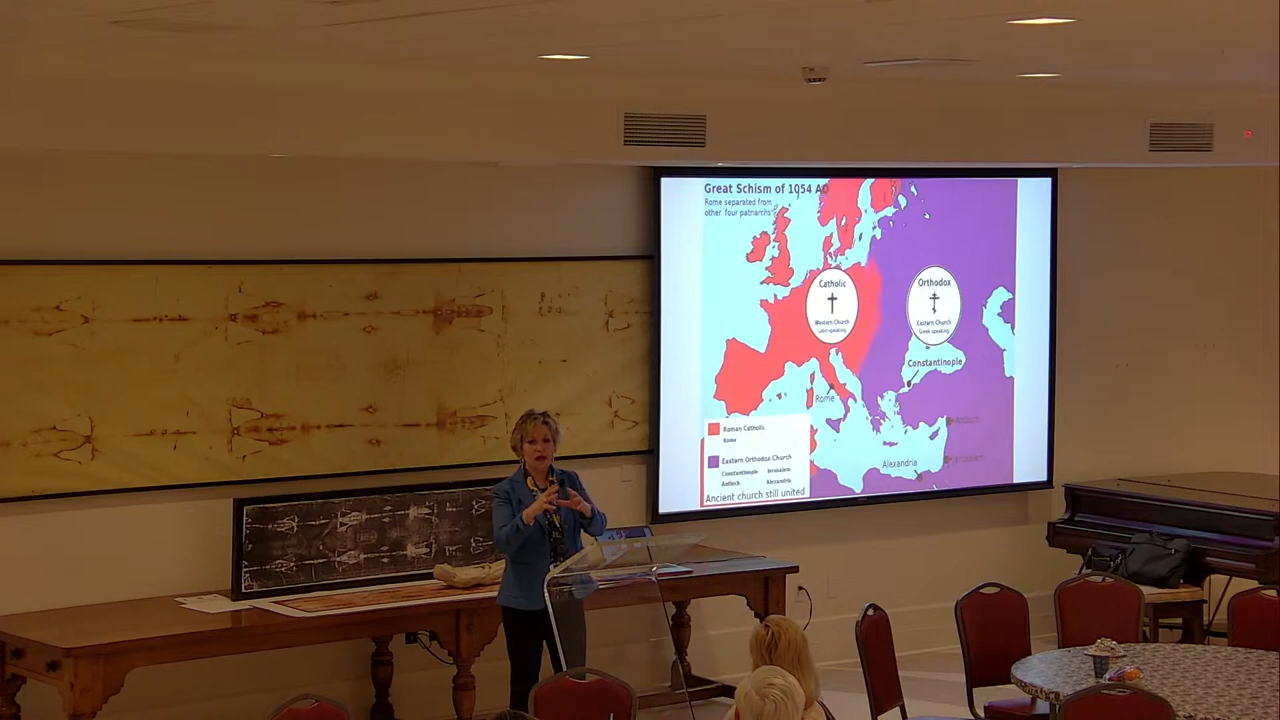 Great Schism of 1054 AD
Rome separated from
other four patriarchs
Catholic
Western Church
Latin-speaking
Orthodox
Eastern Church
Greek-speaking
Constantinople
Rome
Alexandria
Roman Catholic
Rome
Eastern Orthodox Church
Constantinople Jerusalem
Antioch Alexandria
Ancient church still united